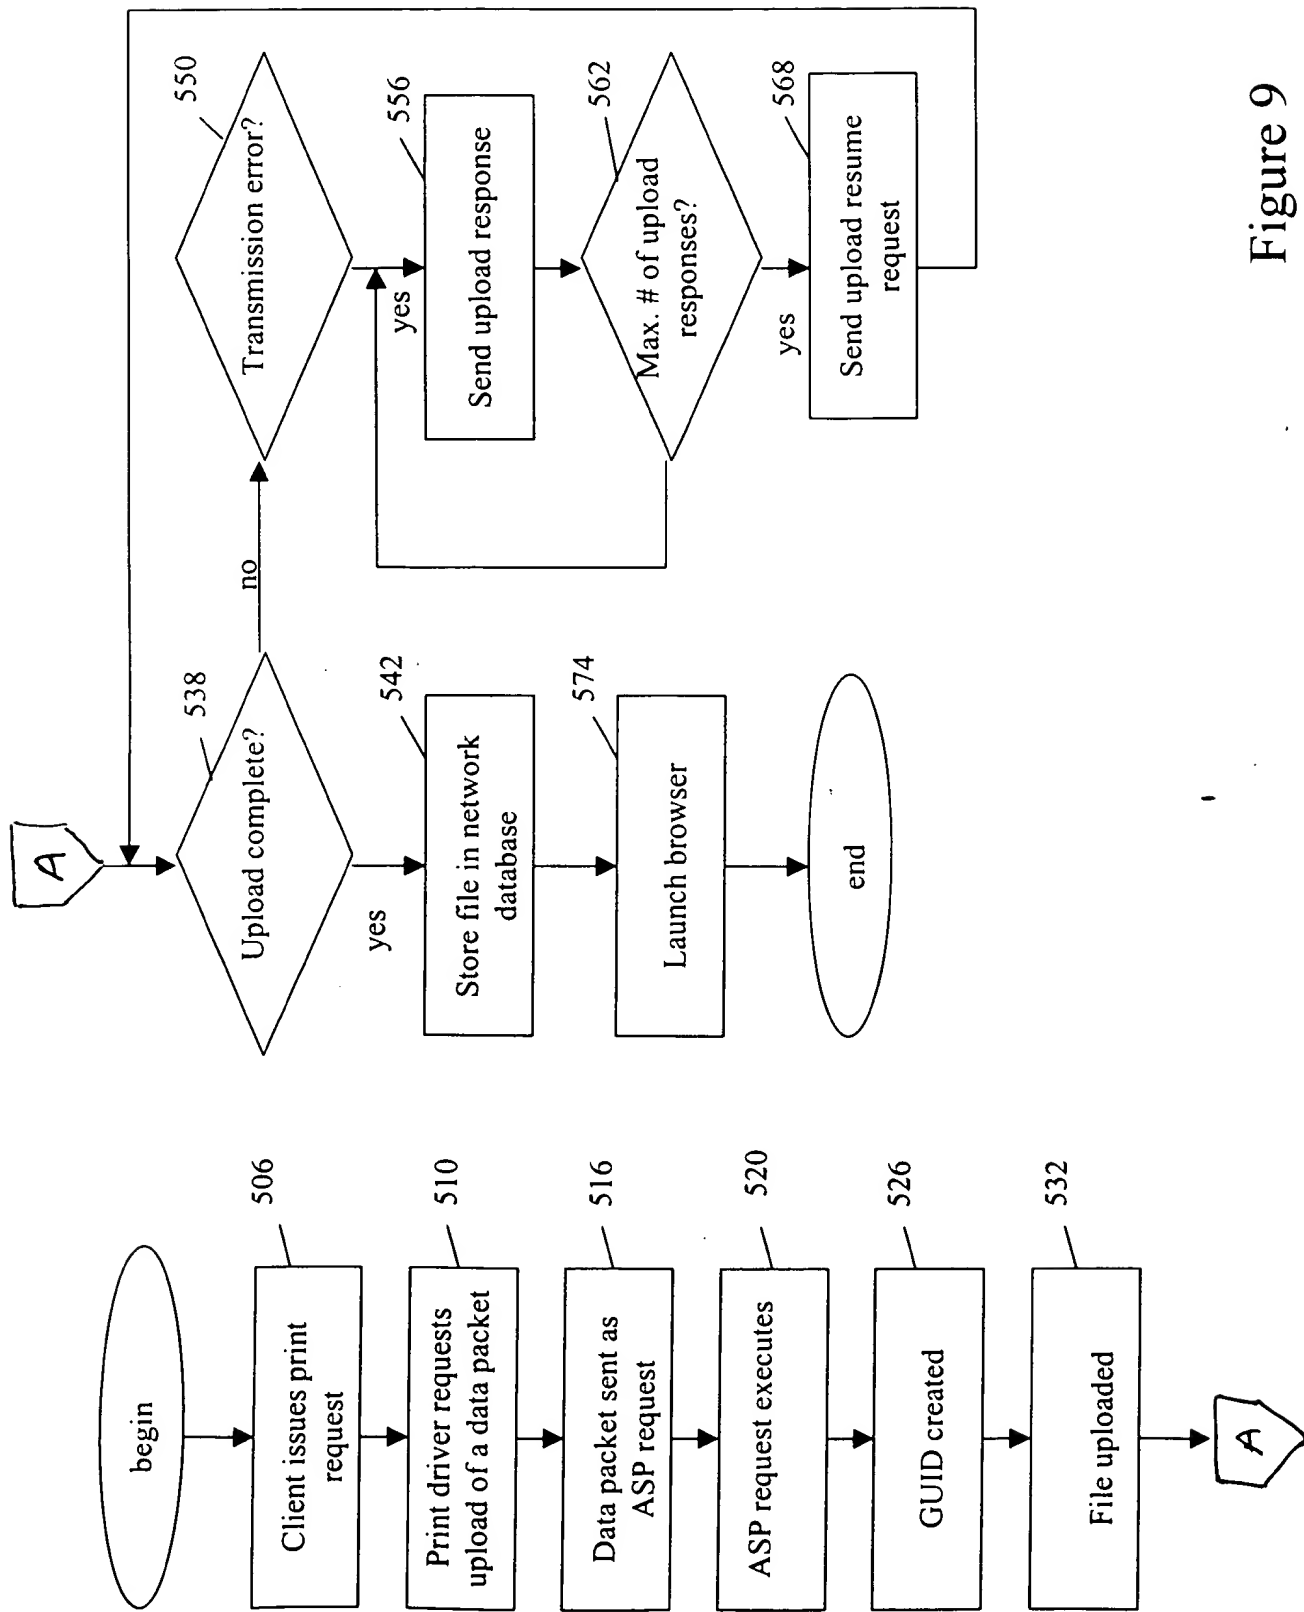 begin
Client issues print
request
506
Print driver requests
upload of a data packet
510
Data packet sent as
ASP request
516
ASP request executes
520
GUID created
526
File uploaded
532
A
A
Upload complete?
538
no
yes
Store file in network
database
542
Launch browser
574
end
Transmission error?
550
yes
Send upload response
556
Max. # of upload
responses?
562
yes
Send upload resume
request
568
Figure 9